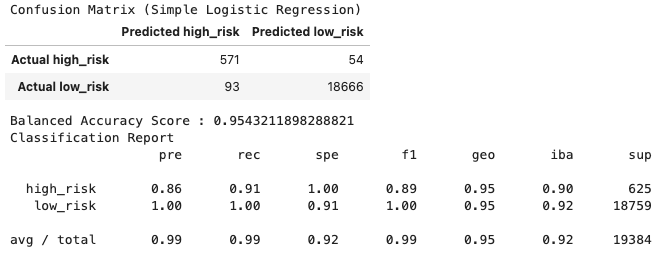 Confusion Matrix (Simple Logistic Regression)
Predicted high_risk Predicted low_risk
Actual high_risk 571 54
Actual low_risk 93 18666
Balanced Accuracy Score : 0.9543211898288821
Classification Report
pre rec spe f1 geo iba sup
high_risk 0.86 0.91 1.00 0.89 0.95 0.90 625
low_risk 1.00 1.00 0.91 1.00 0.95 0.92 18759
avg / total 0.99 0.99 0.92 0.99 0.95 0.92 19384